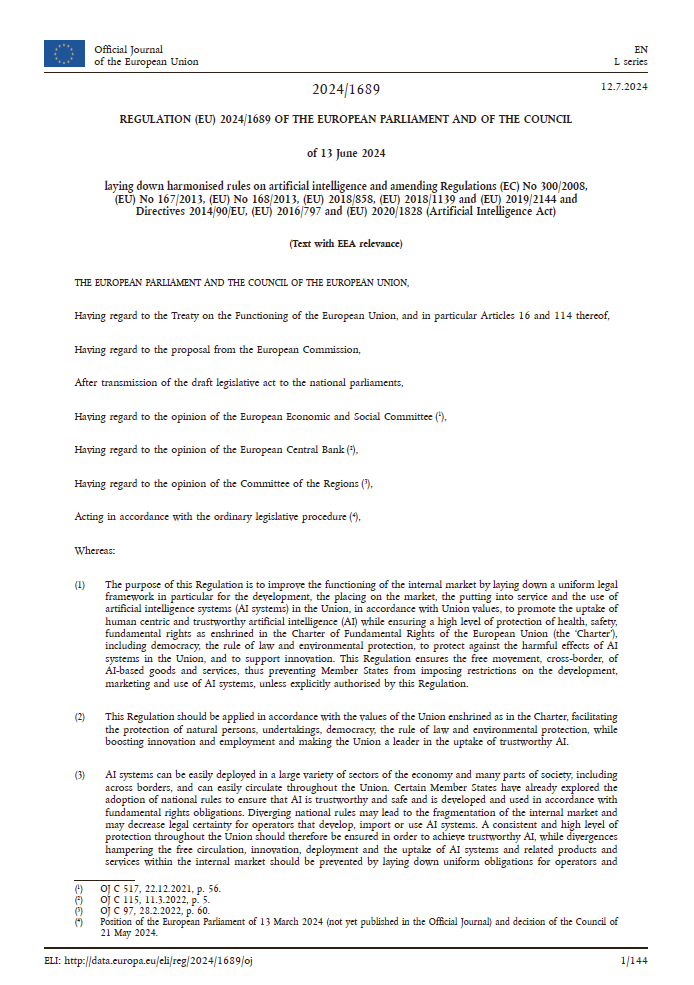 Official Journal
of the European Union
EN
L series
2024/1689
12.7.2024
REGULATION (EU) 2024/1689 OF THE EUROPEAN PARLIAMENT AND OF THE COUNCIL
of 13 June 2024
laying down harmonised rules on artificial intelligence and amending Regulations (EC) No 300/2008,
(EU) No 167/2013, (EU) No 168/2013, (EU) 2018/858, (EU) 2018/1139 and (EU) 2019/2144 and
Directives 2014/90/EU, (EU) 2016/797 and (EU) 2020/1828 (Artificial Intelligence Act)
(Text with EEA relevance)
THE EUROPEAN PARLIAMENT AND THE COUNCIL OF THE EUROPEAN UNION,
Having regard to the Treaty on the Functioning of the European Union, and in particular Articles 16 and 114 thereof,
Having regard to the proposal from the European Commission,
After transmission of the draft legislative act to the national parliaments,
Having regard to the opinion of the European Economic and Social Committee (¹),
Having regard to the opinion of the European Central Bank (²),
Having regard to the opinion of the Committee of the Regions (³),
Acting in accordance with the ordinary legislative procedure (⁴),
Whereas:
(1) The purpose of this Regulation is to improve the functioning of the internal market by laying down a uniform legal
framework in particular for the development, the placing on the market, the putting into service and the use of
artificial intelligence systems (AI systems) in the Union, in accordance with Union values, to promote the uptake of
human centric and trustworthy artificial intelligence (AI) while ensuring a high level of protection of health, safety,
fundamental rights as enshrined in the Charter of Fundamental Rights of the European Union (the ‘Charter’),
including democracy, the rule of law and environmental protection, to protect against the harmful effects of AI
systems in the Union, and to support innovation. This Regulation ensures the free movement, cross-border, of
AI-based goods and services, thus preventing Member States from imposing restrictions on the development,
marketing and use of AI systems, unless explicitly authorised by this Regulation.
(2) This Regulation should be applied in accordance with the values of the Union enshrined as in the Charter, facilitating
the protection of natural persons, undertakings, democracy, the rule of law and environmental protection, while
boosting innovation and employment and making the Union a leader in the uptake of trustworthy AI.
(3) AI systems can be easily deployed in a large variety of sectors of the economy and many parts of society, including
across borders, and can easily circulate throughout the Union. Certain Member States have already explored the
adoption of national rules to ensure that AI is trustworthy and safe and is developed and used in accordance with
fundamental rights obligations. Diverging national rules may lead to the fragmentation of the internal market and
may decrease legal certainty for operators that develop, import or use AI systems. A consistent and high level of
protection throughout the Union should therefore be ensured in order to achieve trustworthy AI, while divergences
hampering the free circulation, innovation, deployment and the uptake of AI systems and related products and
services within the internal market should be prevented by laying down uniform obligations for operators and
(¹) OJ C 517, 22.12.2021, p. 56.
(²) OJ C 115, 11.3.2022, p. 5.
(³) OJ C 97, 28.2.2022, p. 60.
(⁴) Position of the European Parliament of 13 March 2024 (not yet published in the Official Journal) and decision of the Council of
21 May 2024.
ELI: http://data.europa.eu/eli/reg/2024/1689/oj
1/144